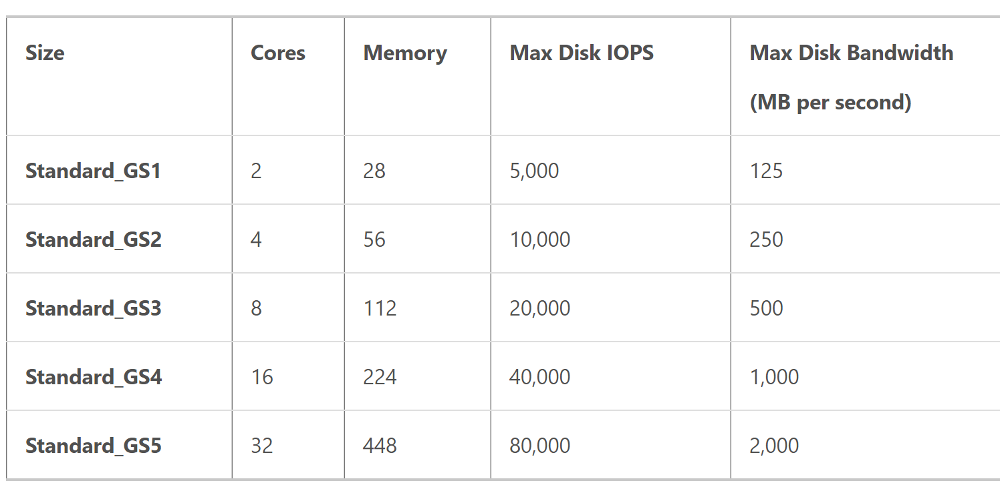 Size Cores Memory Max Disk IOPS Max Disk Bandwidth
(MB per second)
Standard_GS1 2 28 5,000 125
Standard_GS2 4 56 10,000 250
Standard_GS3 8 112 20,000 500
Standard_GS4 16 224 40,000 1,000
Standard_GS5 32 448 80,000 2,000